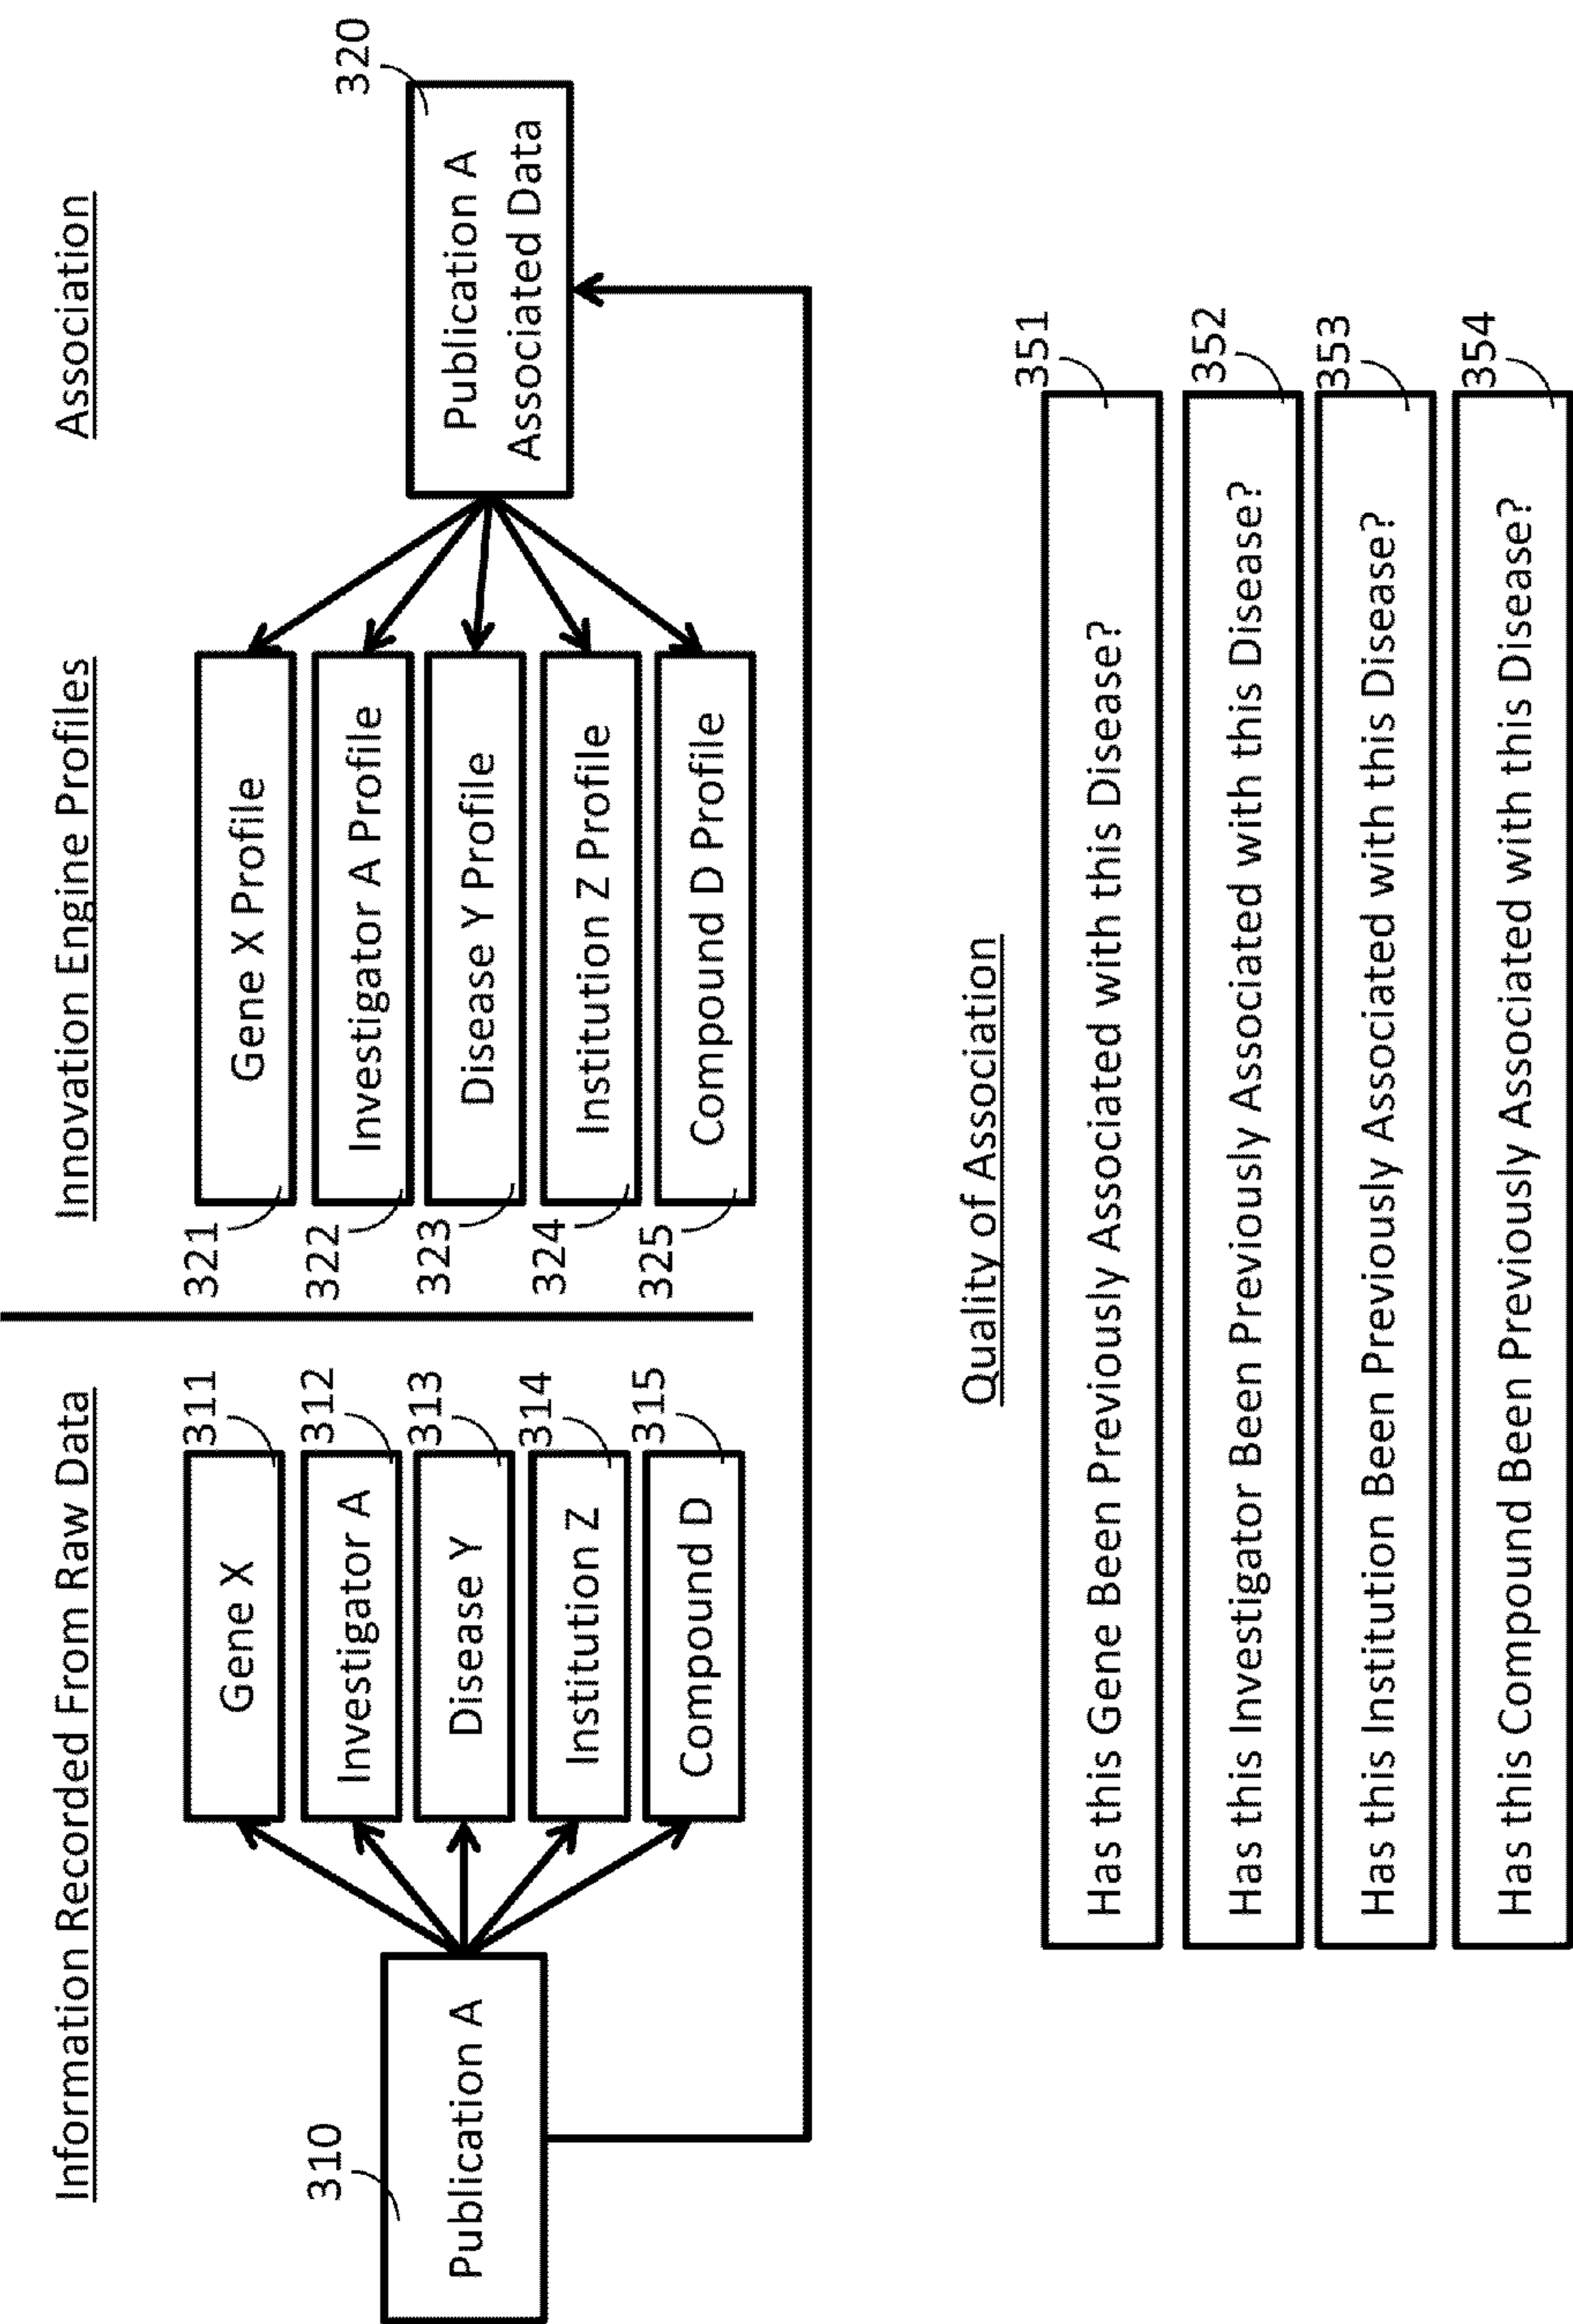 Information Recorded From Raw Data
Innovation Engine Profiles
Association
310
Publication A
311
Gene X
312
Investigator A
313
Disease Y
314
Institution Z
315
Compound D
321
Gene X Profile
322
Investigator A Profile
323
Disease Y Profile
324
Institution Z Profile
325
Compound D Profile
320
Publication A
Associated Data
Quality of Association
351
Has this Gene Been Previously Associated with this Disease?
352
Has this Investigator Been Previously Associated with this Disease?
353
Has this Institution Been Previously Associated with this Disease?
354
Has this Compound Been Previously Associated with this Disease?